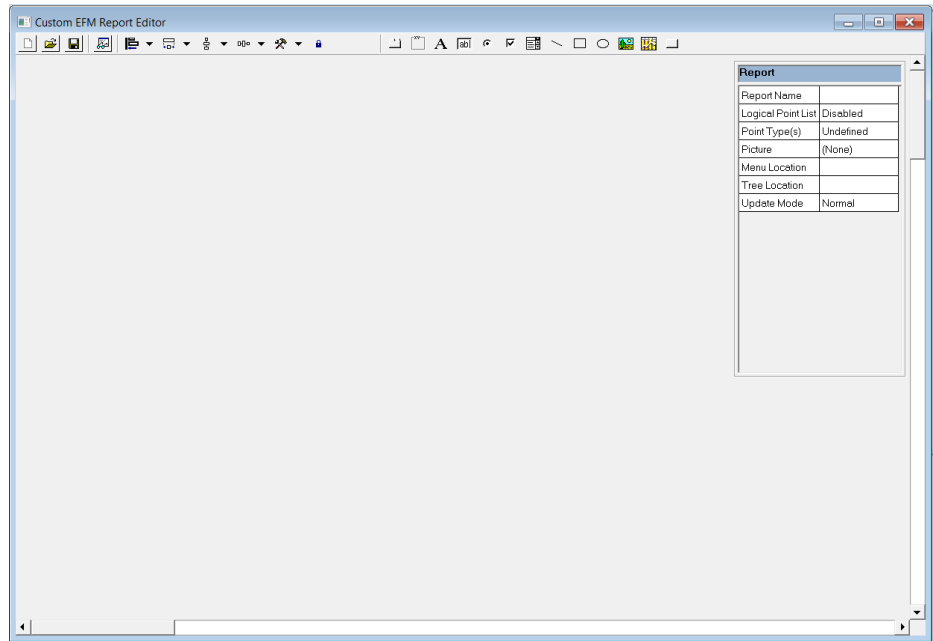 Custom EFM Report Editor
A ab
Report
Report Name
Logical Point List Disabled
Point Type(s) Undefined
Picture (None)
Menu Location
Tree Location
Update Mode Normal